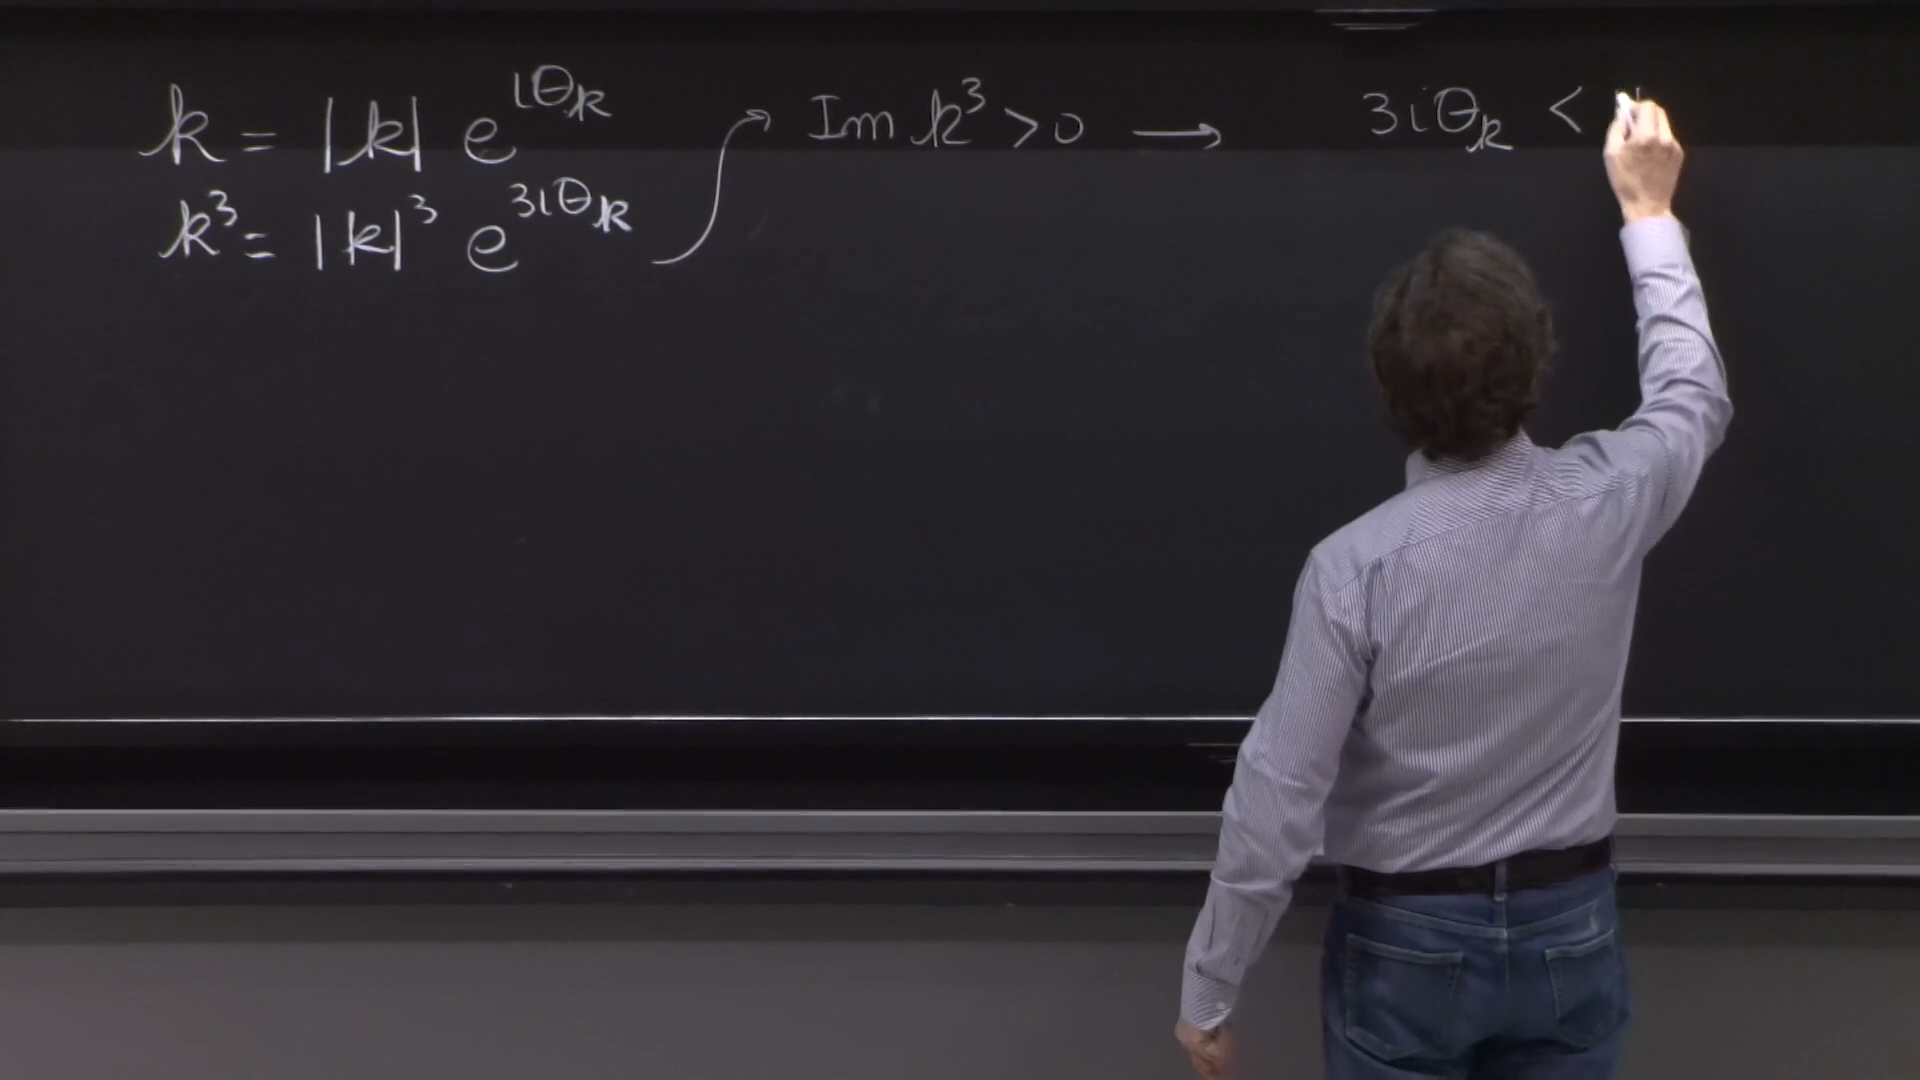 k = |k| e^{iθ_k} Im k³ > 0 → 3iθ_k <
k³ = |k|³ e^{3iθ_k}